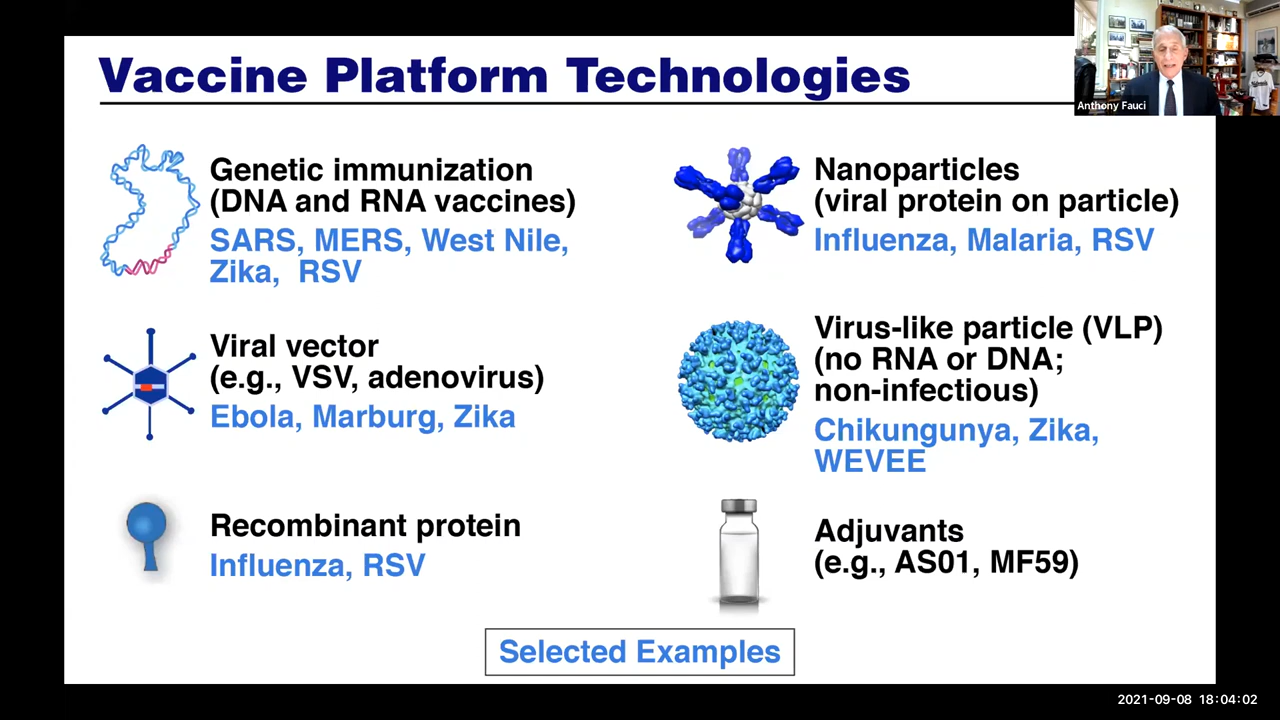 Vaccine Platform Technologies
Anthony Fauci
Genetic immunization
(DNA and RNA vaccines)
SARS, MERS, West Nile,
Zika, RSV
Viral vector
(e.g., VSV, adenovirus)
Ebola, Marburg, Zika
Recombinant protein
Influenza, RSV
Nanoparticles
(viral protein on particle)
Influenza, Malaria, RSV
Virus-like particle (VLP)
(no RNA or DNA;
non-infectious)
Chikungunya, Zika,
WEVEE
Adjuvants
(e.g., AS01, MF59)
Selected Examples
2021-09-08 18:04:02